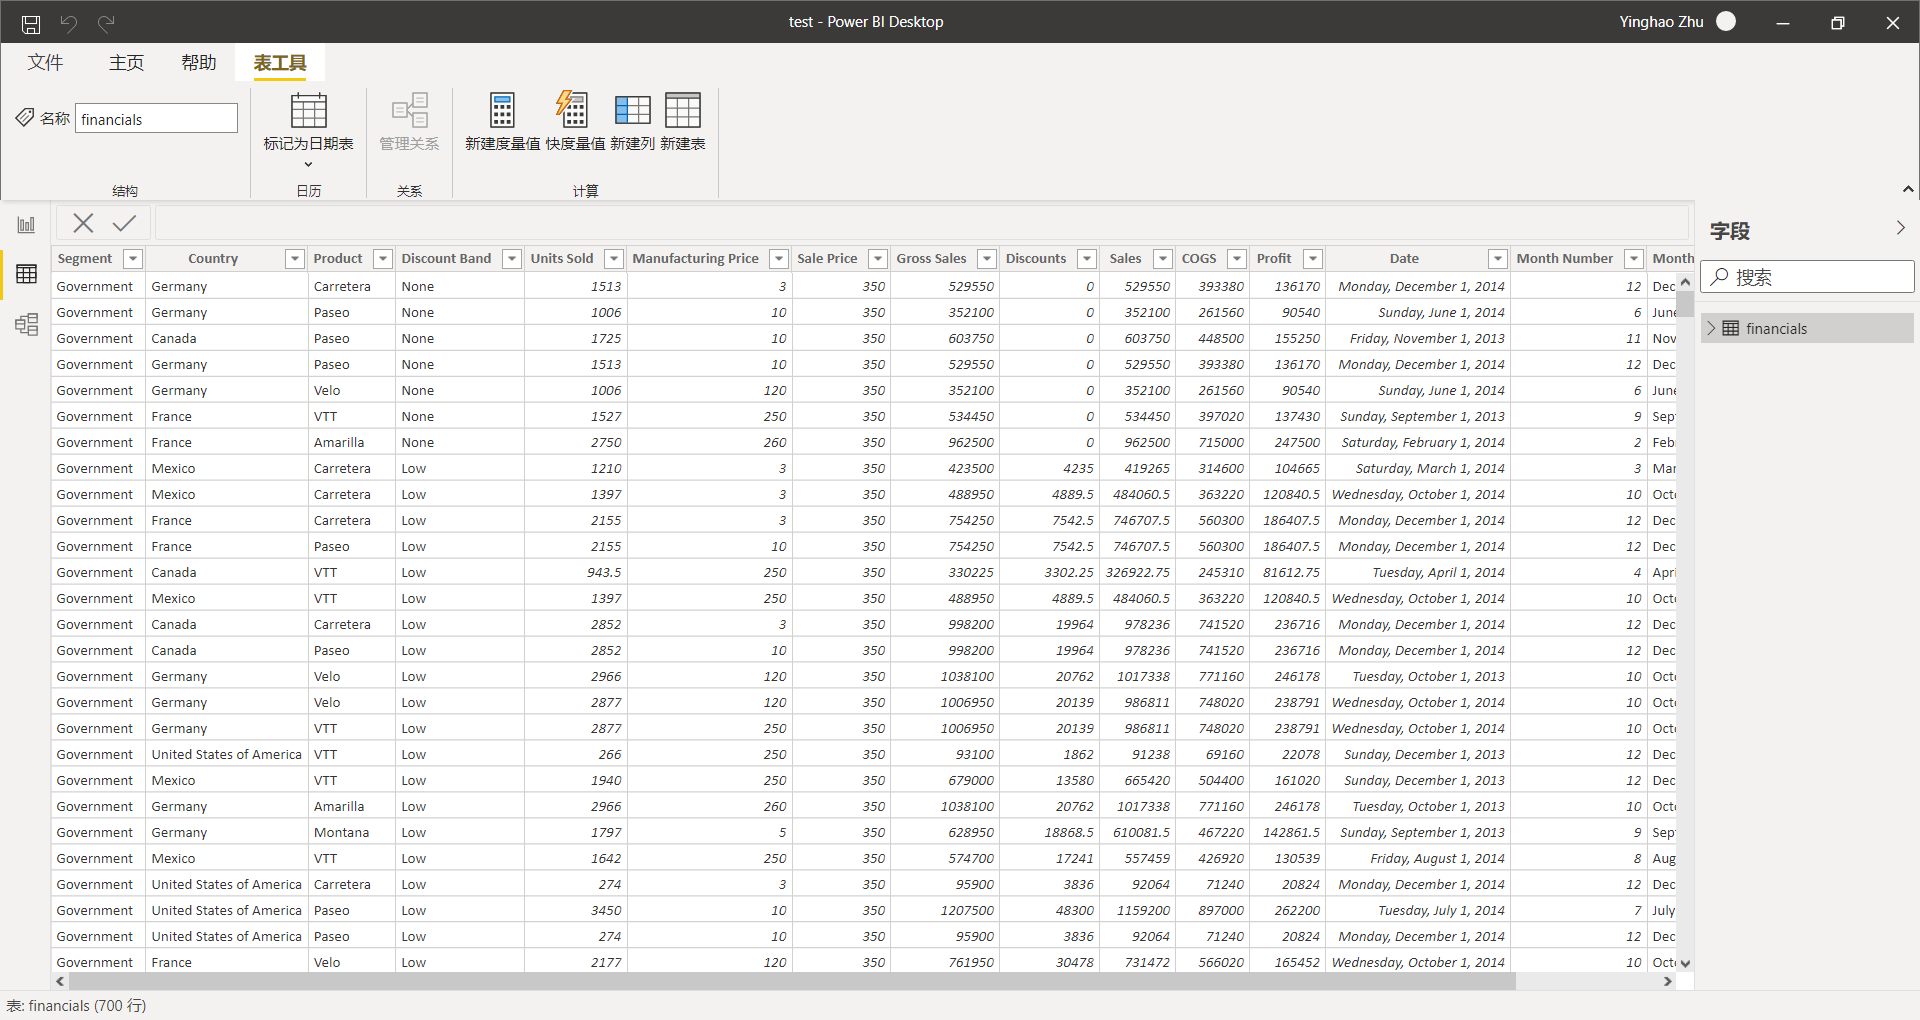 test - Power BI Desktop
Yinghao Zhu
文件 主页 帮助 表工具
名称 financials
标记为日期表
管理关系
新建度量值 快度量值 新建列 新建表
结构 日历 关系 计算
字段
搜索
financials
Segment Country Product Discount Band Units Sold Manufacturing Price Sale Price Gross Sales Discounts Sales COGS Profit Date Month Number Month
Government Germany Carretera None 1513 3 350 529550 0 529550 393380 136170 Monday, December 1, 2014 12 Dec
Government Germany Paseo None 1006 10 350 352100 0 352100 261560 90540 Sunday, June 1, 2014 6 June
Government Canada Paseo None 1725 10 350 603750 0 603750 448500 155250 Friday, November 1, 2013 11 Nov
Government Germany Paseo None 1513 10 350 529550 0 529550 393380 136170 Monday, December 1, 2014 12 Dec
Government Germany Velo None 1006 120 350 352100 0 352100 261560 90540 Sunday, June 1, 2014 6 June
Government France VTT None 1527 250 350 534450 0 534450 397020 137430 Sunday, September 1, 2013 9 Sep
Government France Amarilla None 2750 260 350 962500 0 962500 715000 247500 Saturday, February 1, 2014 2 Feb
Government Mexico Carretera Low 1210 3 350 423500 4235 419265 314600 104665 Saturday, March 1, 2014 3 Mar
Government Mexico Carretera Low 1397 3 350 488950 4889.5 484060.5 363220 120840.5 Wednesday, October 1, 2014 10 Oct
Government France Carretera Low 2155 3 350 754250 7542.5 746707.5 560300 186407.5 Monday, December 1, 2014 12 Dec
Government France Paseo Low 2155 10 350 754250 7542.5 746707.5 560300 186407.5 Monday, December 1, 2014 12 Dec
Government Canada VTT Low 943.5 250 350 330225 3302.25 326922.75 245310 81612.75 Tuesday, April 1, 2014 4 Apri
Government Mexico VTT Low 1397 250 350 488950 4889.5 484060.5 363220 120840.5 Wednesday, October 1, 2014 10 Oct
Government Canada Carretera Low 2852 3 350 998200 19964 978236 741520 236716 Monday, December 1, 2014 12 Dec
Government Canada Paseo Low 2852 10 350 998200 19964 978236 741520 236716 Monday, December 1, 2014 12 Dec
Government Germany Velo Low 2966 120 350 1038100 20762 1017338 771160 246178 Tuesday, October 1, 2013 10 Oct
Government Germany Velo Low 2877 120 350 1006950 20139 986811 748020 238791 Wednesday, October 1, 2014 10 Oct
Government Germany VTT Low 2877 250 350 1006950 20139 986811 748020 238791 Wednesday, October 1, 2014 10 Oct
Government United States of America VTT Low 266 250 350 93100 1862 91238 69160 22078 Sunday, December 1, 2013 12 Dec
Government Mexico VTT Low 1940 250 350 679000 13580 665420 504400 161020 Sunday, December 1, 2013 12 Dec
Government Germany Amarilla Low 2966 260 350 1038100 20762 1017338 771160 246178 Tuesday, October 1, 2013 10 Oct
Government Germany Montana Low 1797 5 350 628950 18868.5 610081.5 467220 142861.5 Sunday, September 1, 2013 9 Sep
Government Mexico VTT Low 1642 250 350 574700 17241 557459 426920 130539 Friday, August 1, 2014 8 Aug
Government United States of America Carretera Low 274 3 350 95900 3836 92064 71240 20824 Monday, December 1, 2014 12 Dec
Government United States of America Paseo Low 3450 10 350 1207500 48300 1159200 897000 262200 Tuesday, July 1, 2014 7 July
Government United States of America Paseo Low 274 10 350 95900 3836 92064 71240 20824 Monday, December 1, 2014 12 Dec
Government France Velo Low 2177 120 350 761950 30478 731472 566020 165452 Wednesday, October 1, 2014 10 Oct
表: financials (700 行)